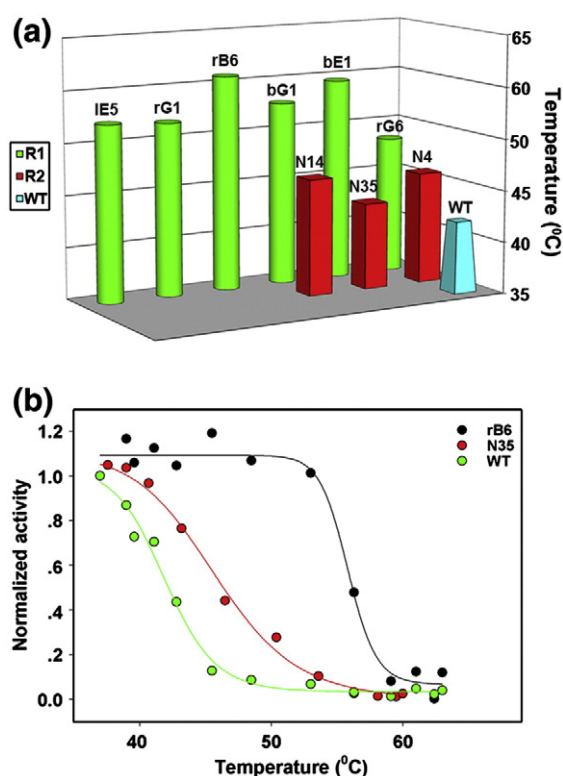 (a)
65
60
55
50
45
40
35
Temperature (⁰C)
rB6
bE1
lE5
rG1
bG1
rG6
N14
N35
N4
WT
R1
R2
WT
(b)
1.2
1.0
.8
.6
.4
.2
0.0
Normalized activity
rB6
N35
WT
40
50
60
Temperature (⁰C)